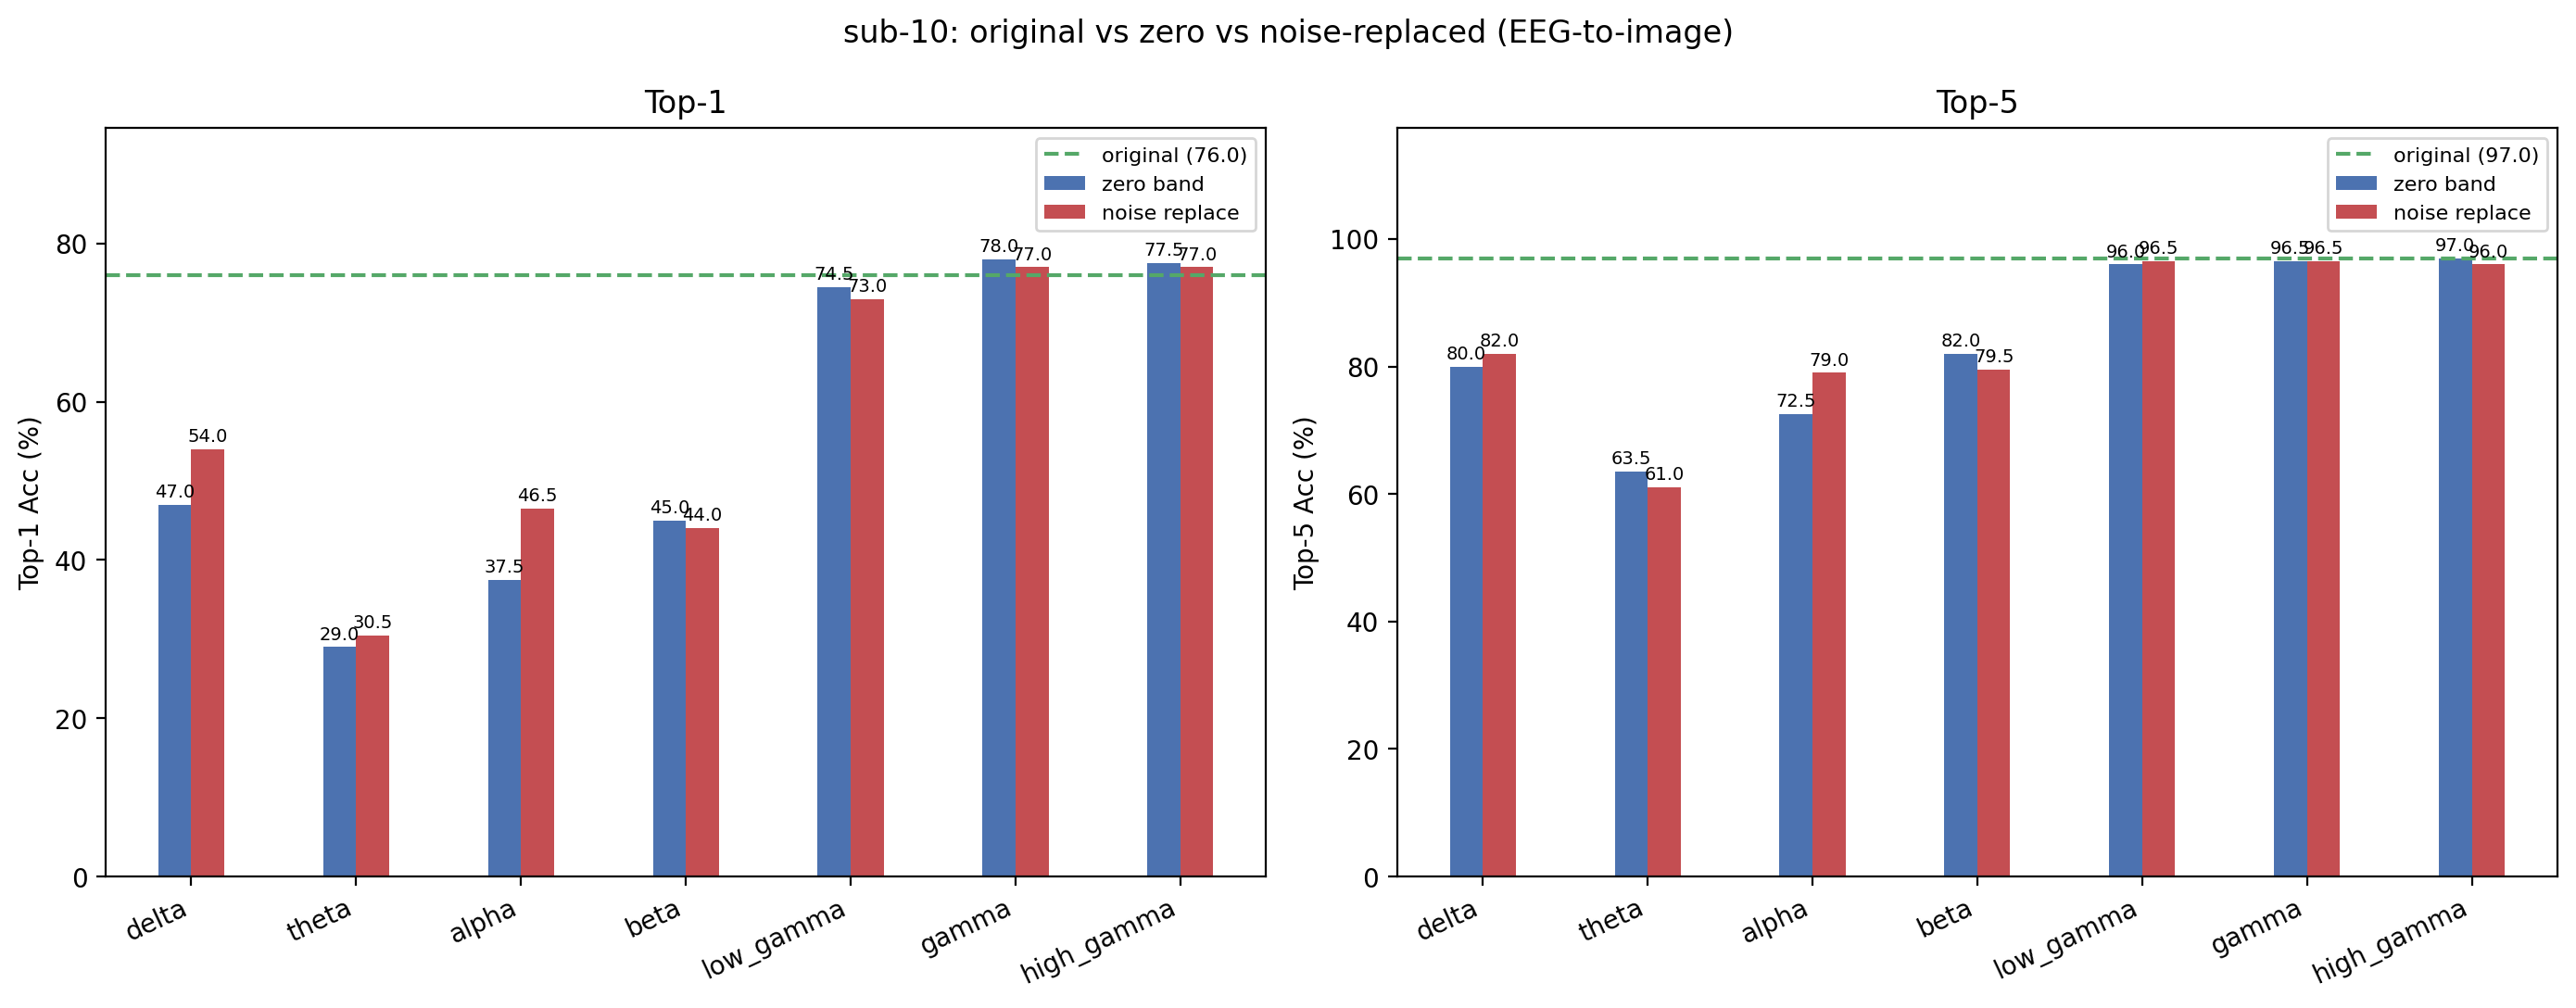 sub-10: original vs zero vs noise-replaced (EEG-to-image)
Top-1
original (76.0)
zero band
noise replace
Top-1 Acc (%)
80
60
40
20
0
47.0
54.0
29.0
30.5
37.5
46.5
45.0
44.0
74.5
73.0
78.0
77.0
77.5
77.0
delta
theta
alpha
beta
low_gamma
gamma
high_gamma
Top-5
original (97.0)
zero band
noise replace
Top-5 Acc (%)
100
80
60
40
20
0
80.0
82.0
63.5
61.0
72.5
79.0
82.0
79.5
96.0
96.5
96.5
96.5
97.0
96.0
delta
theta
alpha
beta
low_gamma
gamma
high_gamma